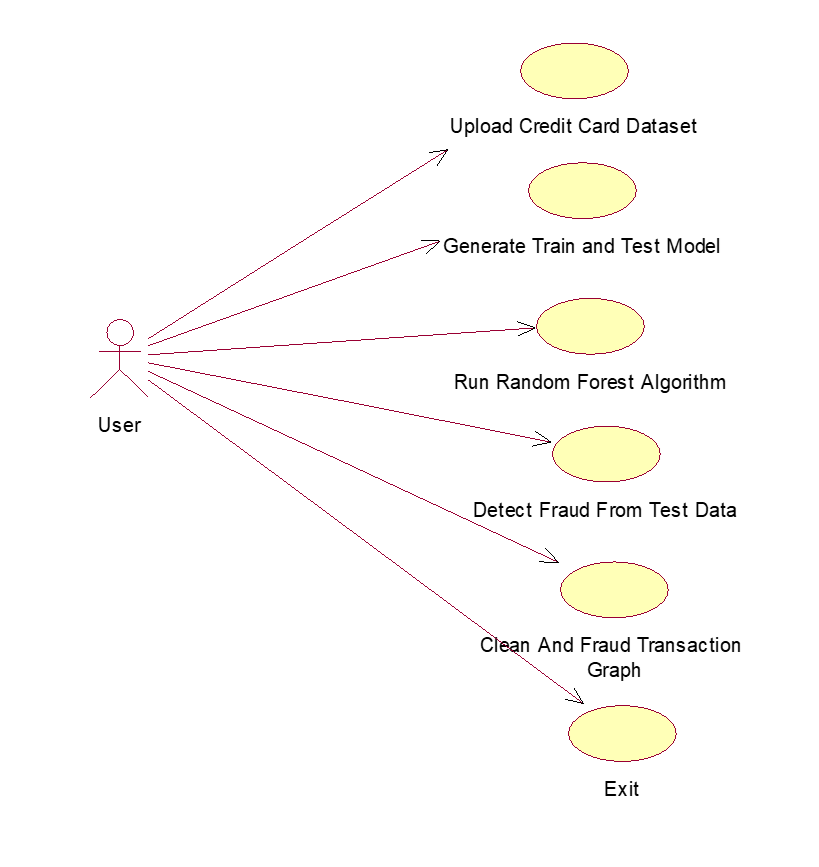 Upload Credit Card Dataset
Generate Train and Test Model
Run Random Forest Algorithm
User
Detect Fraud From Test Data
Clean And Fraud Transaction
Graph
Exit